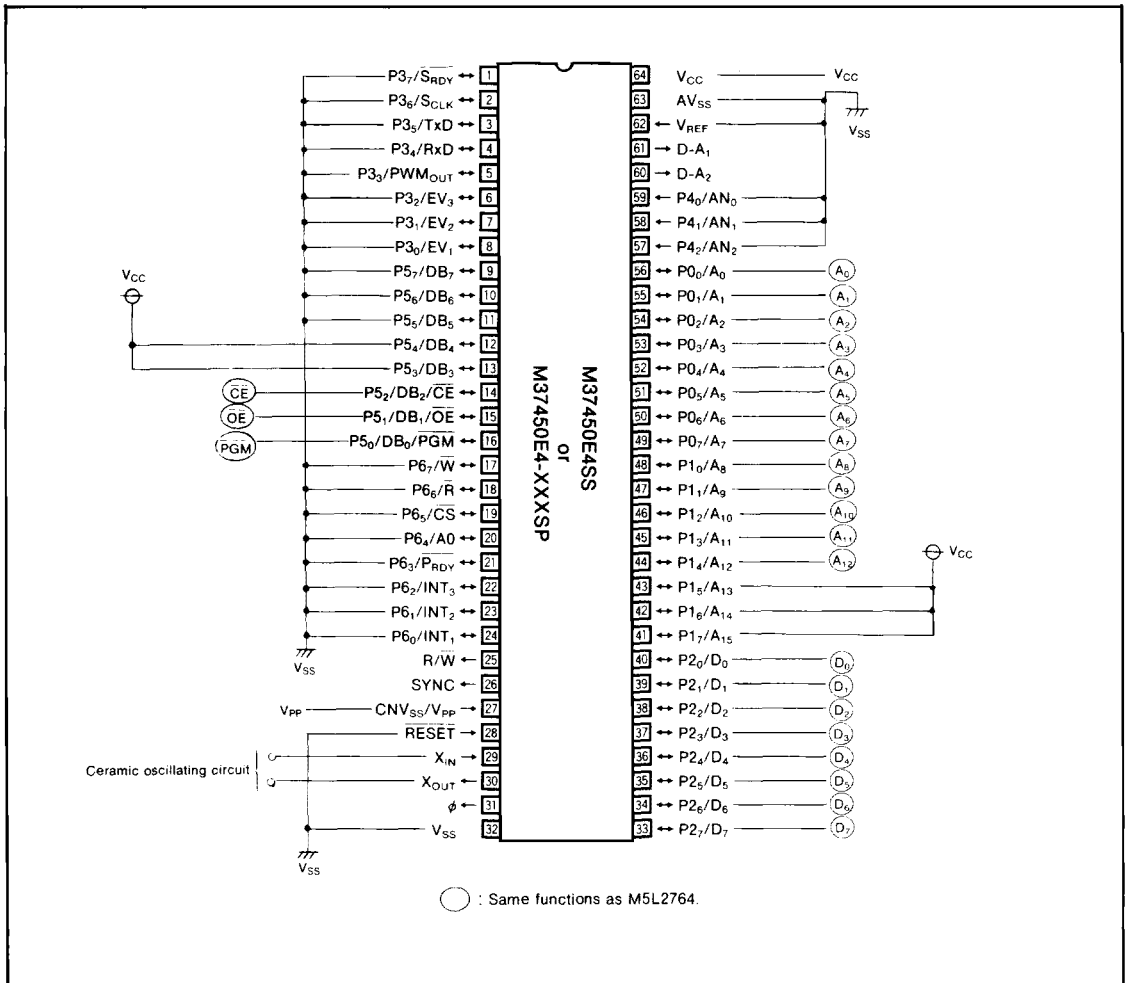 P3₇/S̅R̅D̅Y̅ 1
P3₆/SCLK 2
P3₅/TxD 3
P3₄/RxD 4
P3₃/PWMOUT 5
P3₂/EV₃ 6
P3₁/EV₂ 7
P3₀/EV₁ 8
P5₇/DB₇ 9
VCC
P5₆/DB₆ 10
P5₅/DB₅ 11
P5₄/DB₄ 12
P5₃/DB₃ 13
C̅E̅ P5₂/DB₂/C̅E̅ 14
O̅E̅ P5₁/DB₁/O̅E̅ 15
P̅G̅M̅ P5₀/DB₀/P̅G̅M̅ 16
P6₇/W̅ 17
P6₆/R̅ 18
P6₅/C̅S̅ 19
P6₄/A0 20
P6₃/P̅R̅D̅Y̅ 21
P6₂/INT₃ 22
P6₁/INT₂ 23
P6₀/INT₁ 24
VSS
R/W̅ 25
SYNC 26
VPP CNVSS/VPP 27
R̅E̅S̅E̅T̅ 28
XIN 29
Ceramic oscillating circuit
XOUT 30
ϕ 31
VSS 32
VSS
M37450E4SS
or
M37450E4-XXXSP
64 VCC VCC
63 AVSS
VSS
62 VREF
61 D-A₁
60 D-A₂
59 P4₀/AN₀
58 P4₁/AN₁
57 P4₂/AN₂
56 P0₀/A₀ A₀
55 P0₁/A₁ A₁
54 P0₂/A₂ A₂
53 P0₃/A₃ A₃
52 P0₄/A₄ A₄
51 P0₅/A₅ A₅
50 P0₆/A₆ A₆
49 P0₇/A₇ A₇
48 P1₀/A₈ A₈
47 P1₁/A₉ A₉
46 P1₂/A₁₀ A₁₀
45 P1₃/A₁₁ A₁₁
44 P1₄/A₁₂ A₁₂
VCC
43 P1₅/A₁₃
42 P1₆/A₁₄
41 P1₇/A₁₅
40 P2₀/D₀ D₀
39 P2₁/D₁ D₁
38 P2₂/D₂ D₂
37 P2₃/D₃ D₃
36 P2₄/D₄ D₄
35 P2₅/D₅ D₅
34 P2₆/D₆ D₆
33 P2₇/D₇ D₇
: Same functions as M5L2764.